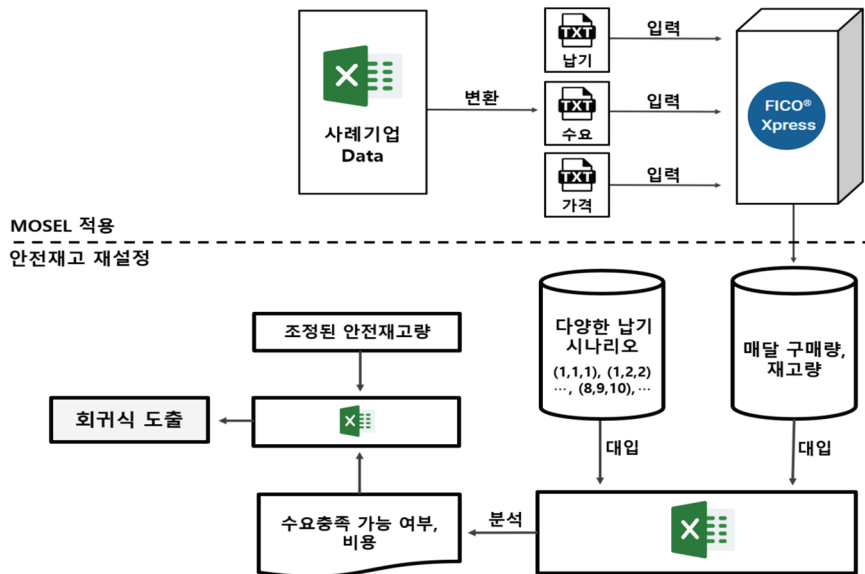 사례기업
Data
변환
TXT
납기
입력
TXT
수요
입력
TXT
가격
입력
FICO®
Xpress
MOSEL 적용
안전재고 재설정
조정된 안전재고량
회귀식 도출
수요충족 가능 여부,
비용
분석
다양한 납기
시나리오
(1,1,1), (1,2,2)
…, (8,9,10),…
대입
매달 구매량,
재고량
대입